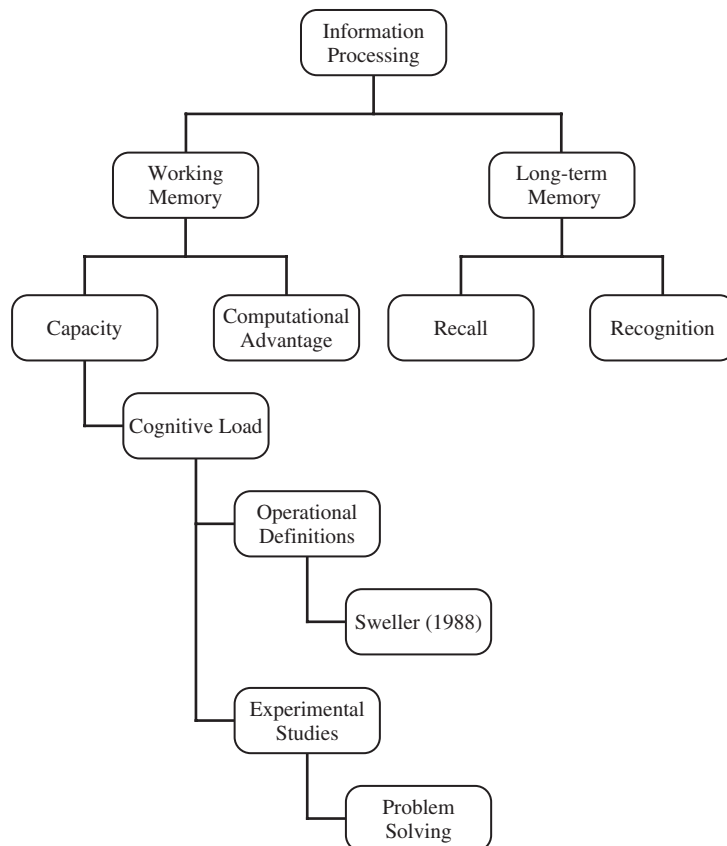 Information
Processing
Working
Memory
Long-term
Memory
Capacity
Computational
Advantage
Recall
Recognition
Cognitive Load
Operational
Definitions
Sweller (1988)
Experimental
Studies
Problem
Solving